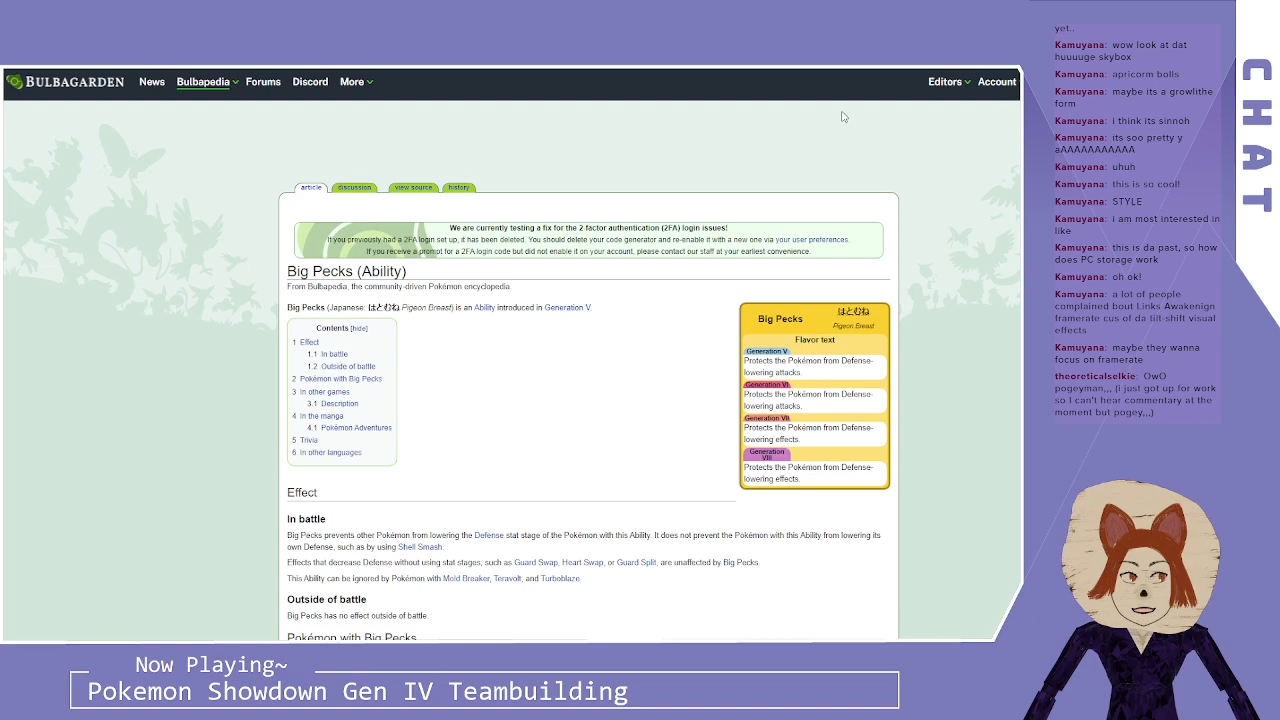 BULBAGARDEN News Bulbapedia Forums Discord More Editors Account
article discussion view source history
We are currently testing a fix for the 2-factor authentication (2FA) login issues!
If you previously had a 2FA login set up, it has been deleted. You should delete your code generator and re-enable it with a new one via your user preferences.
If you receive a prompt for a 2FA login code but did not enable it on your account, please contact our staff at your earliest convenience.
Big Pecks (Ability)
From Bulbapedia, the community-driven Pokémon encyclopedia.
Big Pecks (Japanese: はとむね Pigeon Breast) is an Ability introduced in Generation V.
Contents [hide]
1 Effect
1.1 In battle
1.2 Outside of battle
2 Pokémon with Big Pecks
3 In other games
3.1 Description
4 In the manga
4.1 Pokémon Adventures
5 Trivia
6 In other languages
Big Pecks
はとむね
Pigeon Breast
Flavor text
Generation V
Protects the Pokémon from Defense-
lowering attacks.
Generation VI
Protects the Pokémon from Defense-
lowering attacks.
Generation VII
Protects the Pokémon from Defense-
lowering effects.
Generation
VIII
Protects the Pokémon from Defense-
lowering effects.
Effect
In battle
Big Pecks prevents other Pokémon from lowering the Defense stat stage of the Pokémon with this Ability. It does not prevent the Pokémon with this Ability from lowering its
own Defense, such as by using Shell Smash.
Effects that decrease Defense without using stat stages, such as Guard Swap, Heart Swap, or Guard Split, are unaffected by Big Pecks.
This Ability can be ignored by Pokémon with Mold Breaker, Teravolt, and Turboblaze.
Outside of battle
Big Pecks has no effect outside of battle.
Pokémon with Big Pecks
Now Playing~
Pokemon Showdown Gen IV Teambuilding
yet..
Kamuyana: wow look at dat
huuuuge skybox
Kamuyana: apricorm bolls
Kamuyana: maybe its a growlithe
form
Kamuyana: i think its sinnoh
Kamuyana: its soo pretty y
aAAAAAAAAAAA
Kamuyana: uhuh
Kamuyana: this is so cool!
Kamuyana: STYLE
Kamuyana: i am most interested in
like
Kamuyana: this is da past, so how
does PC storage work
Kamuyana: oh ok!
Kamuyana: a lot of people
complained bout Links Awakenign
framerate cus of da tilt-shift visual
effects
Kamuyana: maybe they wanna
focus on framerate
theoreticalselkie: OwO
pogeyman,,, (i just got up for work
so I can't hear commentary at the
moment but pogey,,,)
CHAT